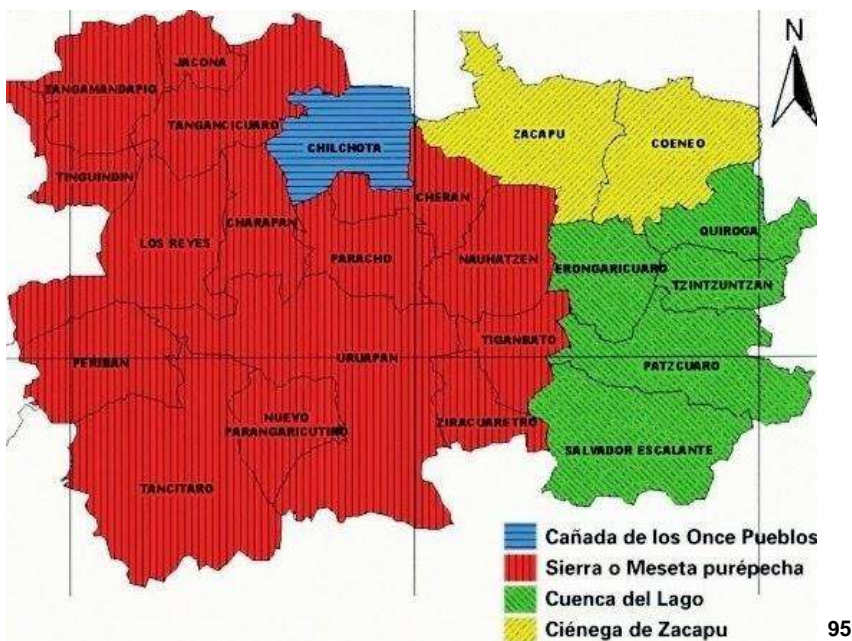 N
JACONA
TANGAMANDAPIO
TANGANCICUARO
ZACAPU
COENEO
CHILCHOTA
TINGUINDIN
CHERAN
CHARAPAN
QUIROGA
LOS REYES
PARACHO
NAUHATZEN
ERONGARICUARO
TZINTZUNTZAN
TIGANBATO
PERIBAN
URUAPAN
PATZCUARO
NUEVO
PARANGARICUTINO
ZIRACUARETRO
SALVADOR ESCALANTE
TANCITARO
Cañada de los Once Pueblos
Sierra o Meseta purépecha
Cuenca del Lago
Ciénega de Zacapu
95